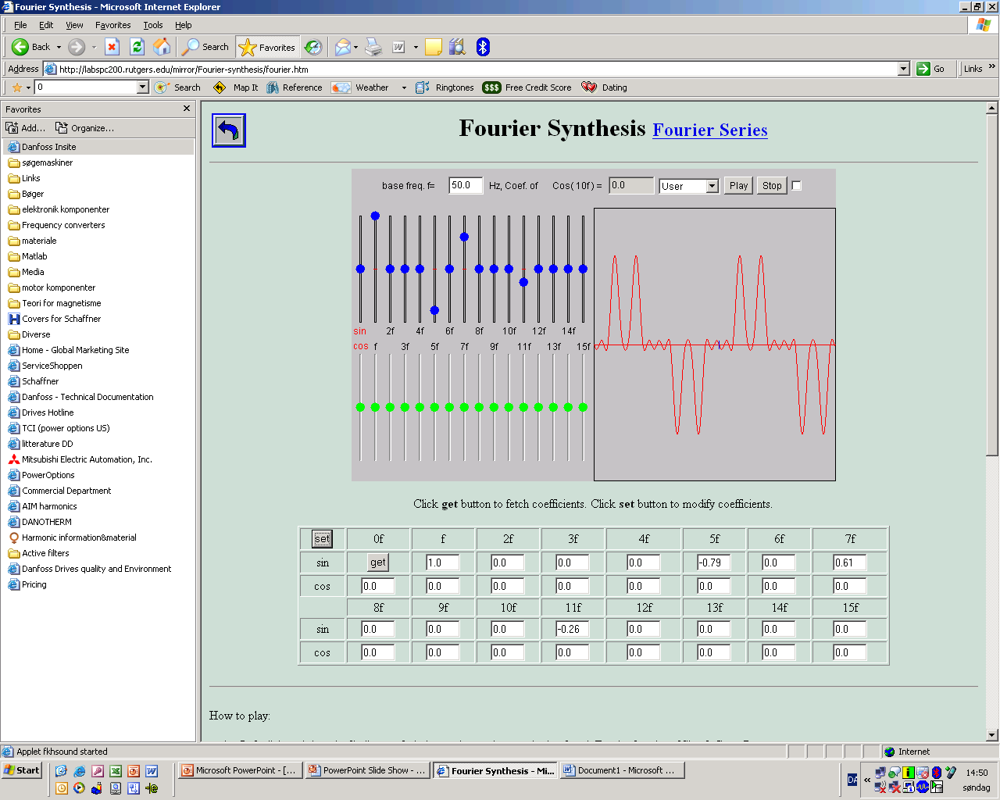 Fourier Synthesis - Microsoft Internet Explorer
File Edit View Favorites Tools Help
Back Search Favorites
Address http://labspc200.rutgers.edu/mirror/Fourier-synthesis/fourier.htm Go Links »
0 Search Map It Reference Weather Ringtones $$$ Free Credit Score Dating
Favorites
Add... Organize...
Danfoss Insite
søgemaskiner
Links
Bøger
elektronik komponenter
Frequency converters
materiale
Matlab
Media
motor komponenter
Teori for magnetisme
Covers for Schaffner
Diverse
Home - Global Marketing Site
ServiceShoppen
Schaffner
Danfoss - Technical Documentation
Drives Hotline
TCI (power options US)
litterature DD
Mitsubishi Electric Automation, Inc.
PowerOptions
Commercial Department
AIM harmonics
DANOTHERM
Harmonic information&material
Active filters
Danfoss Drives quality and Environment
Pricing
Fourier Synthesis Fourier Series
base freq. f= 50.0 Hz, Coef. of Cos( 10f ) = 0.0 User Play Stop
sin 2f 4f 6f 8f 10f 12f 14f
cos f 3f 5f 7f 9f 11f 13f 15f
Click get button to fetch coefficients. Click set button to modify coefficients.
set 0f f 2f 3f 4f 5f 6f 7f
sin get 1.0 0.0 0.0 0.0 -0.79 0.0 0.61
cos 0.0 0.0 0.0 0.0 0.0 0.0 0.0 0.0
8f 9f 10f 11f 12f 13f 14f 15f
sin 0.0 0.0 0.0 -0.26 0.0 0.0 0.0 0.0
cos 0.0 0.0 0.0 0.0 0.0 0.0 0.0 0.0
How to play:
Applet fkhsound started Internet
Start Microsoft PowerPoint - [... PowerPoint Slide Show - ... Fourier Synthesis - Mi... Document1 - Microsoft ... DA « 14:50
søndag